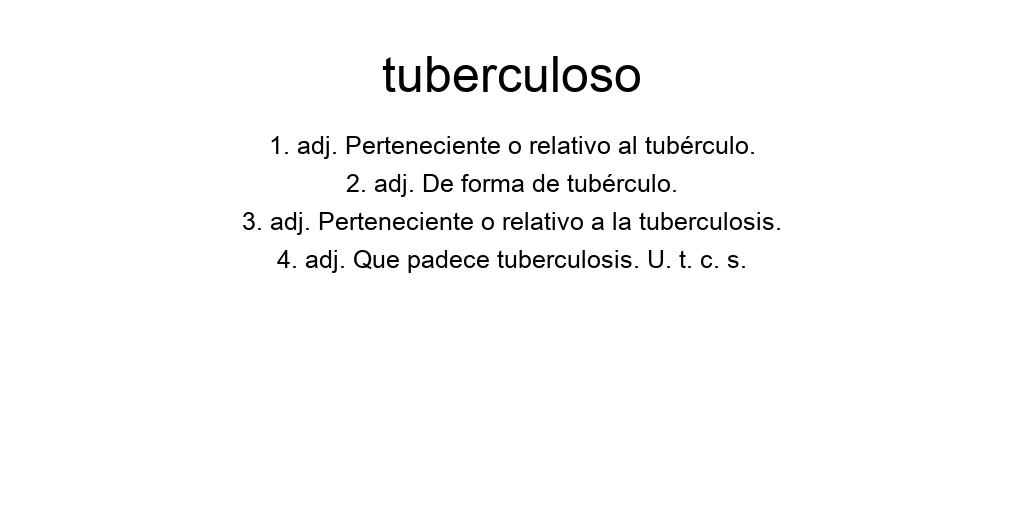 tuberculoso
1. adj. Perteneciente o relativo al tubérculo.
2. adj. De forma de tubérculo.
3. adj. Perteneciente o relativo a la tuberculosis.
4. adj. Que padece tuberculosis. U. t. c. s.